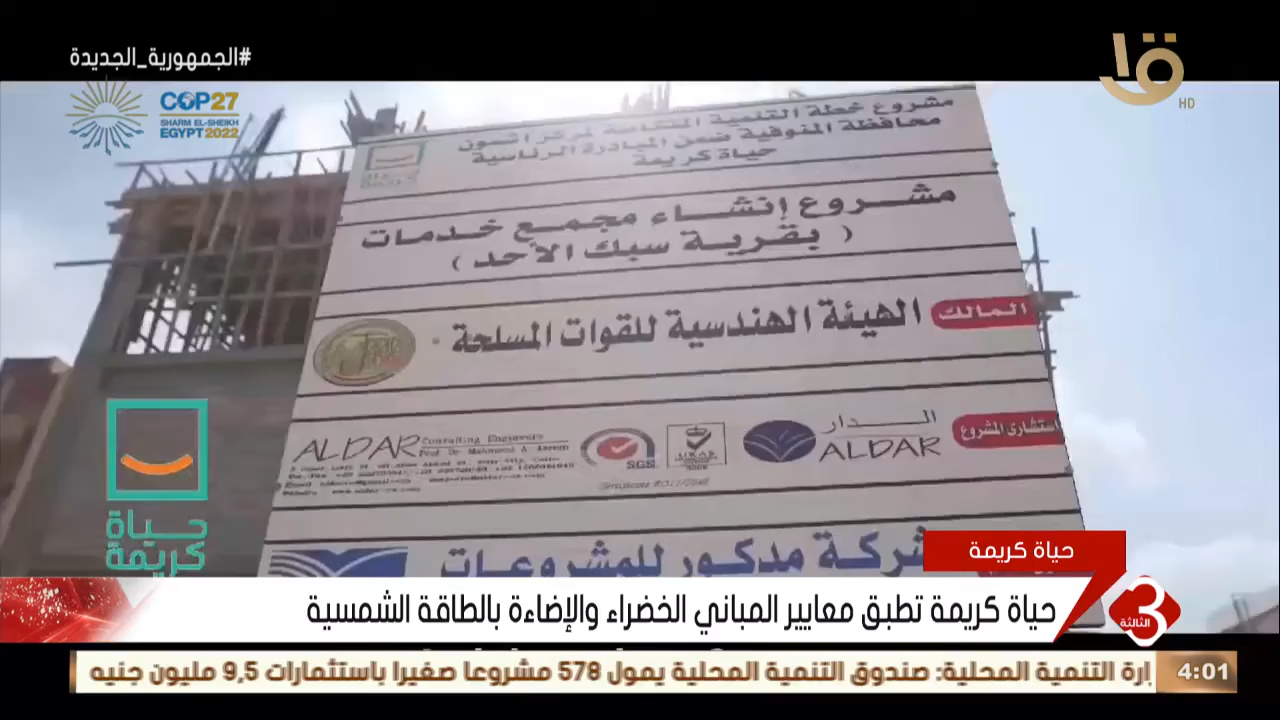 #الجمهورية_الجديدة
HD
COP27
SHARM EL-SHEIKH
EGYPT 2022
مشروع خطة التنمية المتكاملة لمركز اشمون
محافظة المنوفية ضمن المبادرة الرئاسية
حياة كريمة
مشروع إنشاء مجمع خدمات
( بقرية سبك الأحد )
المالك
الهيئة الهندسية للقوات المسلحة
استشارى المشروع
الدار
ALDAR
SGS
UKAS
ALDAR
Consulting Engineers
شركة مدكور للمشروعات
حياة
كريمة
حياة كريمة
حياة كريمة تطبق معايير المباني الخضراء والإضاءة بالطاقة الشمسية
3
الثالثة
ارة التنمية المحلية: صندوق التنمية المحلية يمول 578 مشروعا صغيرا باستثمارات 9,5 مليون جنيه
4:01